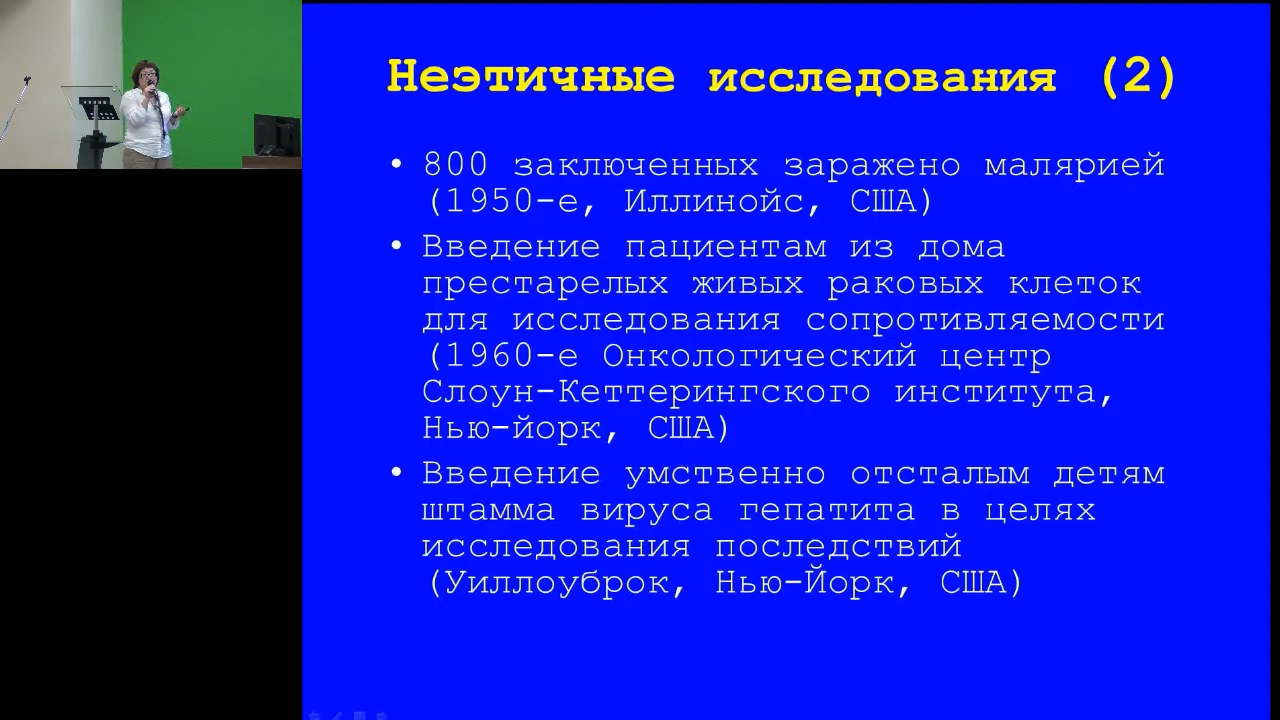 Неэтичные исследования (2)
• 800 заключенных заражено малярией
(1950-е, Иллинойс, США)
• Введение пациентам из дома
престарелых живых раковых клеток
для исследования сопротивляемости
(1960-е Онкологический центр
Слоун-Кеттерингского института,
Нью-йорк, США)
• Введение умственно отсталым детям
штамма вируса гепатита в целях
исследования последствий
(Уиллоуброк, Нью-Йорк, США)